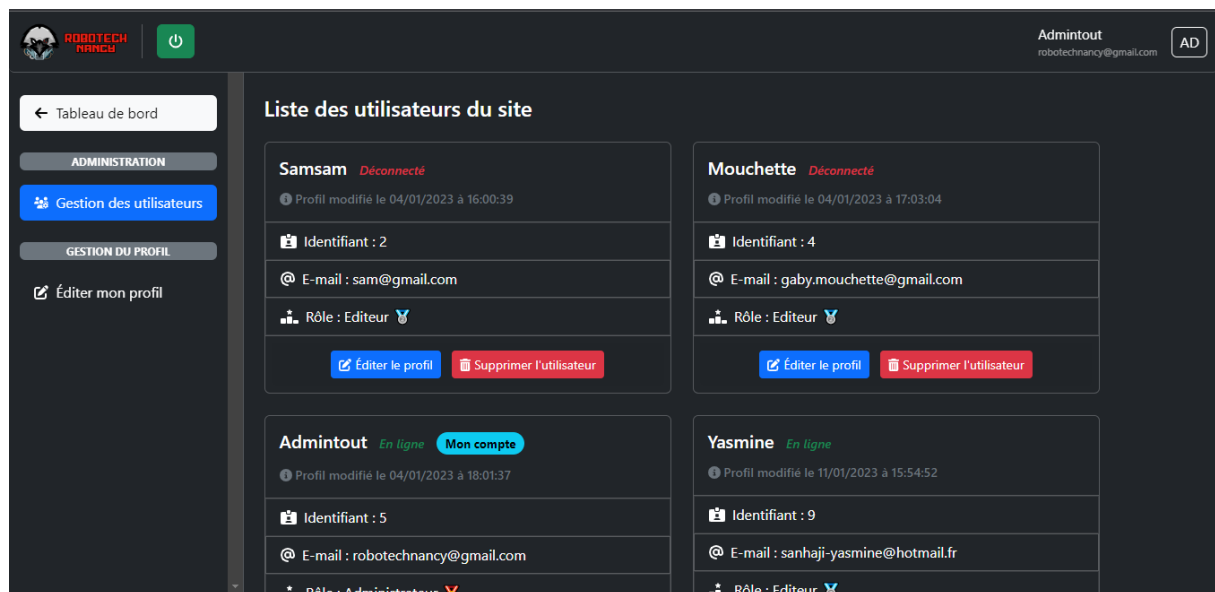 ROBOTECH
NANCY
Admintout
robotechnancy@gmail.com
AD
Tableau de bord
ADMINISTRATION
Gestion des utilisateurs
GESTION DU PROFIL
Éditer mon profil
Liste des utilisateurs du site
Samsam Déconnecté
Profil modifié le 04/01/2023 à 16:00:39
Identifiant : 2
E-mail : sam@gmail.com
Rôle : Editeur
Éditer le profil Supprimer l'utilisateur
Mouchette Déconnecté
Profil modifié le 04/01/2023 à 17:03:04
Identifiant : 4
E-mail : gaby.mouchette@gmail.com
Rôle : Editeur
Éditer le profil Supprimer l'utilisateur
Admintout En ligne Mon compte
Profil modifié le 04/01/2023 à 18:01:37
Identifiant : 5
E-mail : robotechnancy@gmail.com
Rôle : Administrateur
Yasmine En ligne
Profil modifié le 11/01/2023 à 15:54:52
Identifiant : 9
E-mail : sanhaji-yasmine@hotmail.fr
Rôle : Editeur